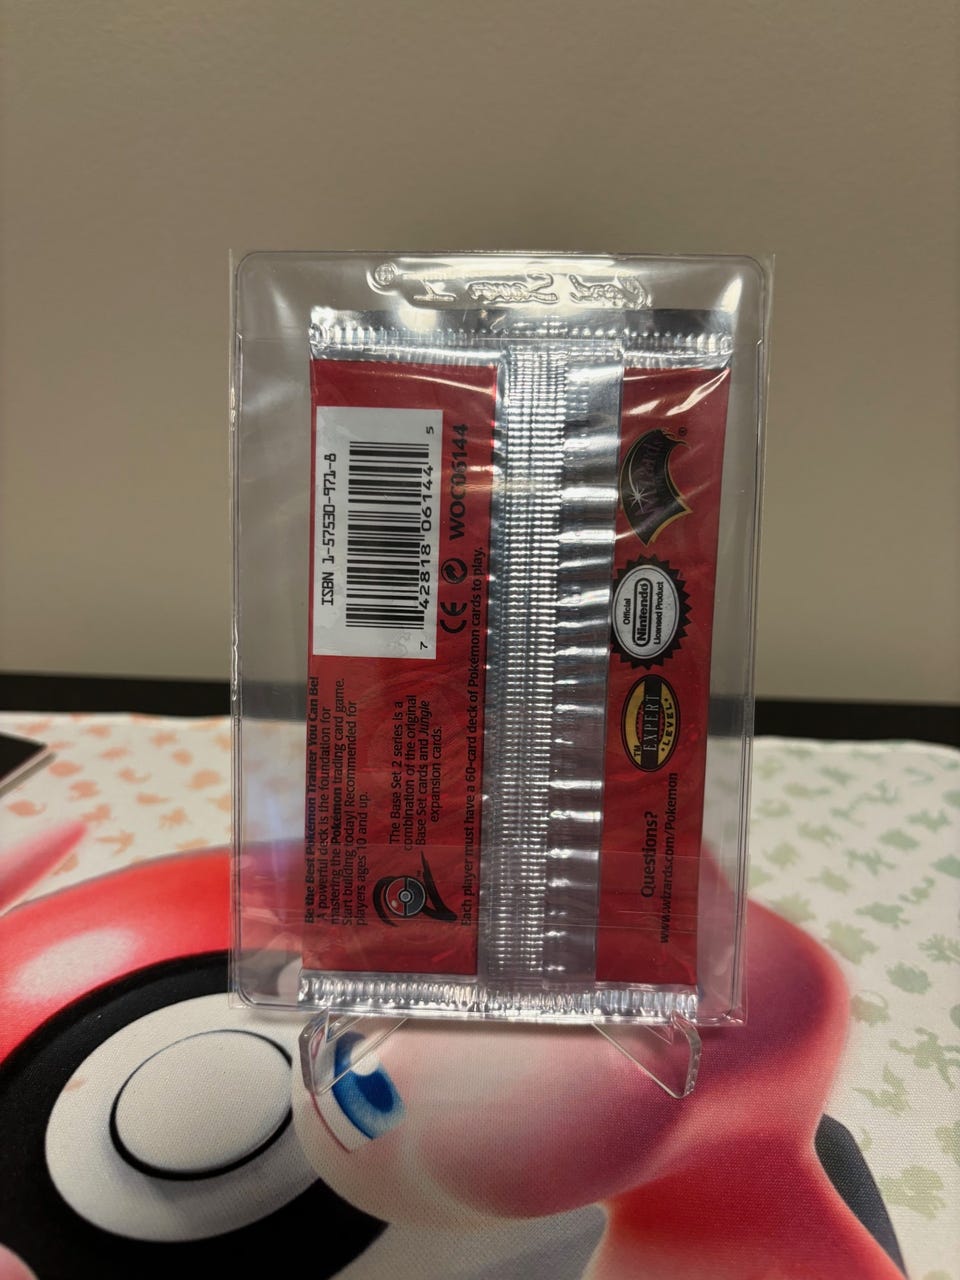 ISBN 1-57530-971-8
7 42818 06144 5
CE
WOC06144
Be the Best Pokémon Trainer You Can Be!
A powerful deck is the foundation for
mastering the Pokémon trading card game.
Start building today! Recommended for
players ages 10 and up.
The Base Set 2 series is a
combination of the original
Base Set cards and Jungle
expansion cards.
Each player must have a 60-card deck of Pokémon cards to play.
Wizards ®
Official
Nintendo
Licensed Product
TM
EXPERT
LEVEL
Questions?
www.wizards.com/Pokemon